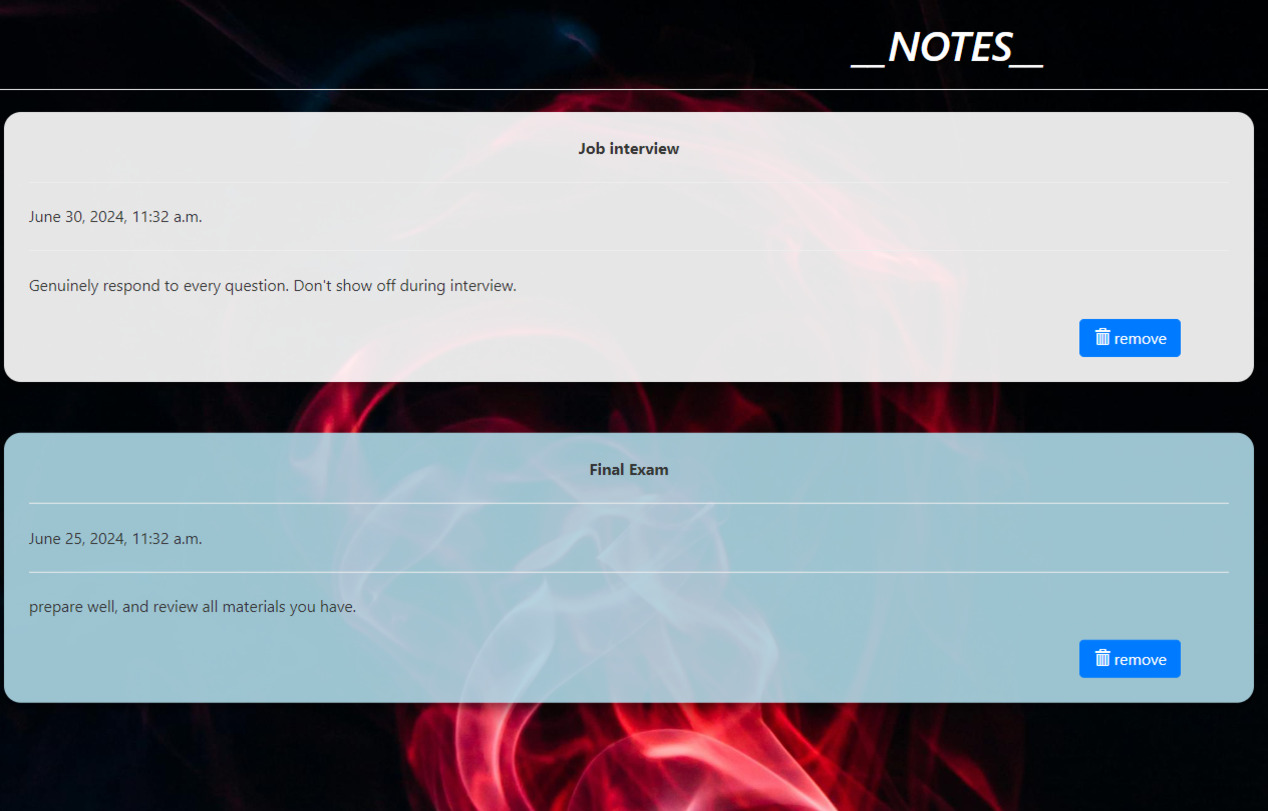 __NOTES__
Job interview
June 30, 2024, 11:32 a.m.
Genuinely respond to every question. Don't show off during interview.
remove
Final Exam
June 25, 2024, 11:32 a.m.
prepare well, and review all materials you have.
remove